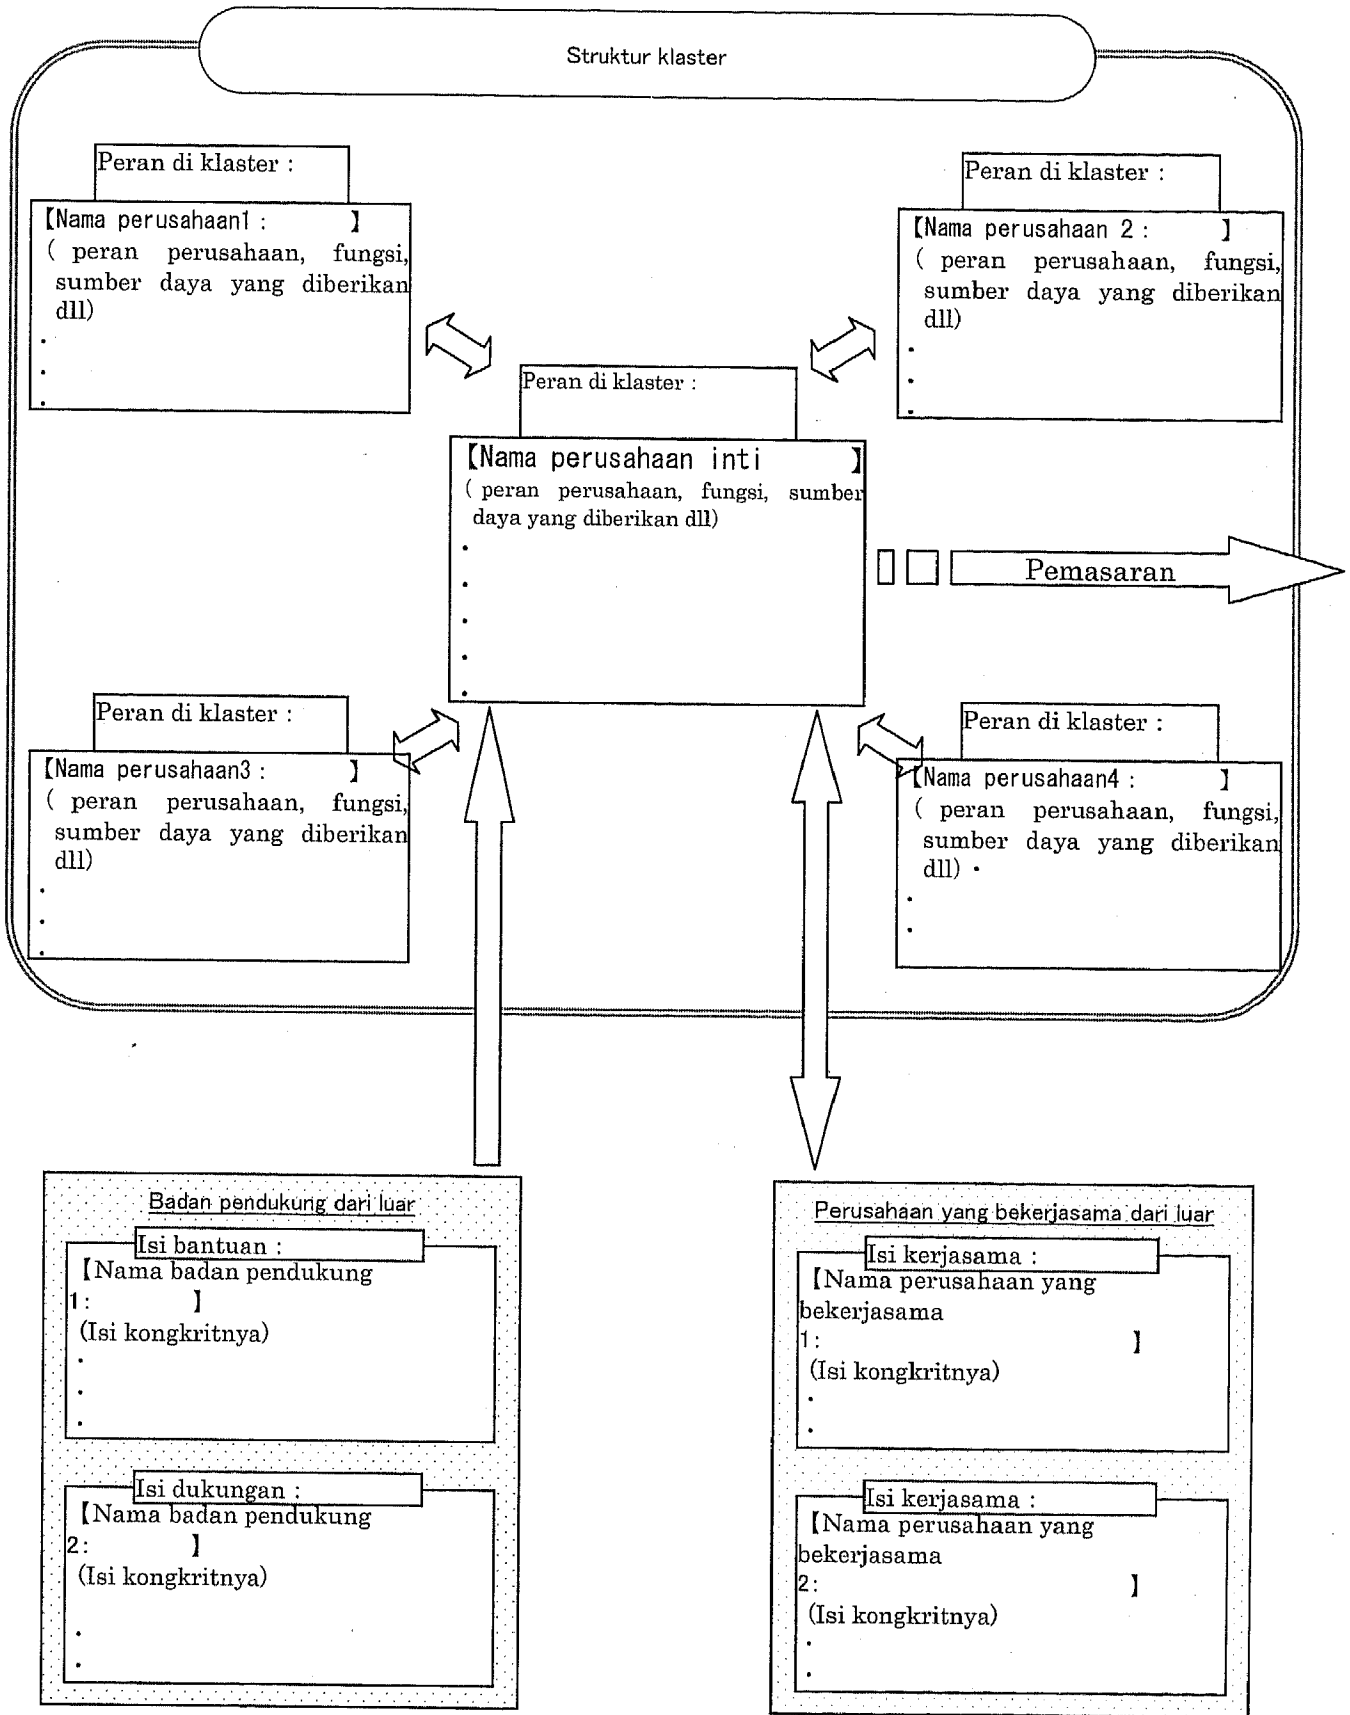 Struktur klaster
Peran di klaster :
【Nama perusahaan1 : 】
( peran perusahaan, fungsi,
sumber daya yang diberikan
dll)
・
・
・
Peran di klaster :
【Nama perusahaan 2 : 】
( peran perusahaan, fungsi,
sumber daya yang diberikan
dll)
・
・
・
Peran di klaster :
【Nama perusahaan inti 】
( peran perusahaan, fungsi, sumber
daya yang diberikan dll)
・
・
・
・
・
Pemasaran
Peran di klaster :
【Nama perusahaan3 : 】
( peran perusahaan, fungsi,
sumber daya yang diberikan
dll)
・
・
・
Peran di klaster :
【Nama perusahaan4 : 】
( peran perusahaan, fungsi,
sumber daya yang diberikan
dll) ・
・
・
Badan pendukung dari luar
Isi bantuan :
【Nama badan pendukung
1: 】
(Isi kongkritnya)
・
・
・
Isi dukungan :
【Nama badan pendukung
2: 】
(Isi kongkritnya)
・
・
Perusahaan yang bekerjasama dari luar
Isi kerjasama :
【Nama perusahaan yang
bekerjasama
1: 】
(Isi kongkritnya)
・
・
Isi kerjasama :
【Nama perusahaan yang
bekerjasama
2: 】
(Isi kongkritnya)
・
・